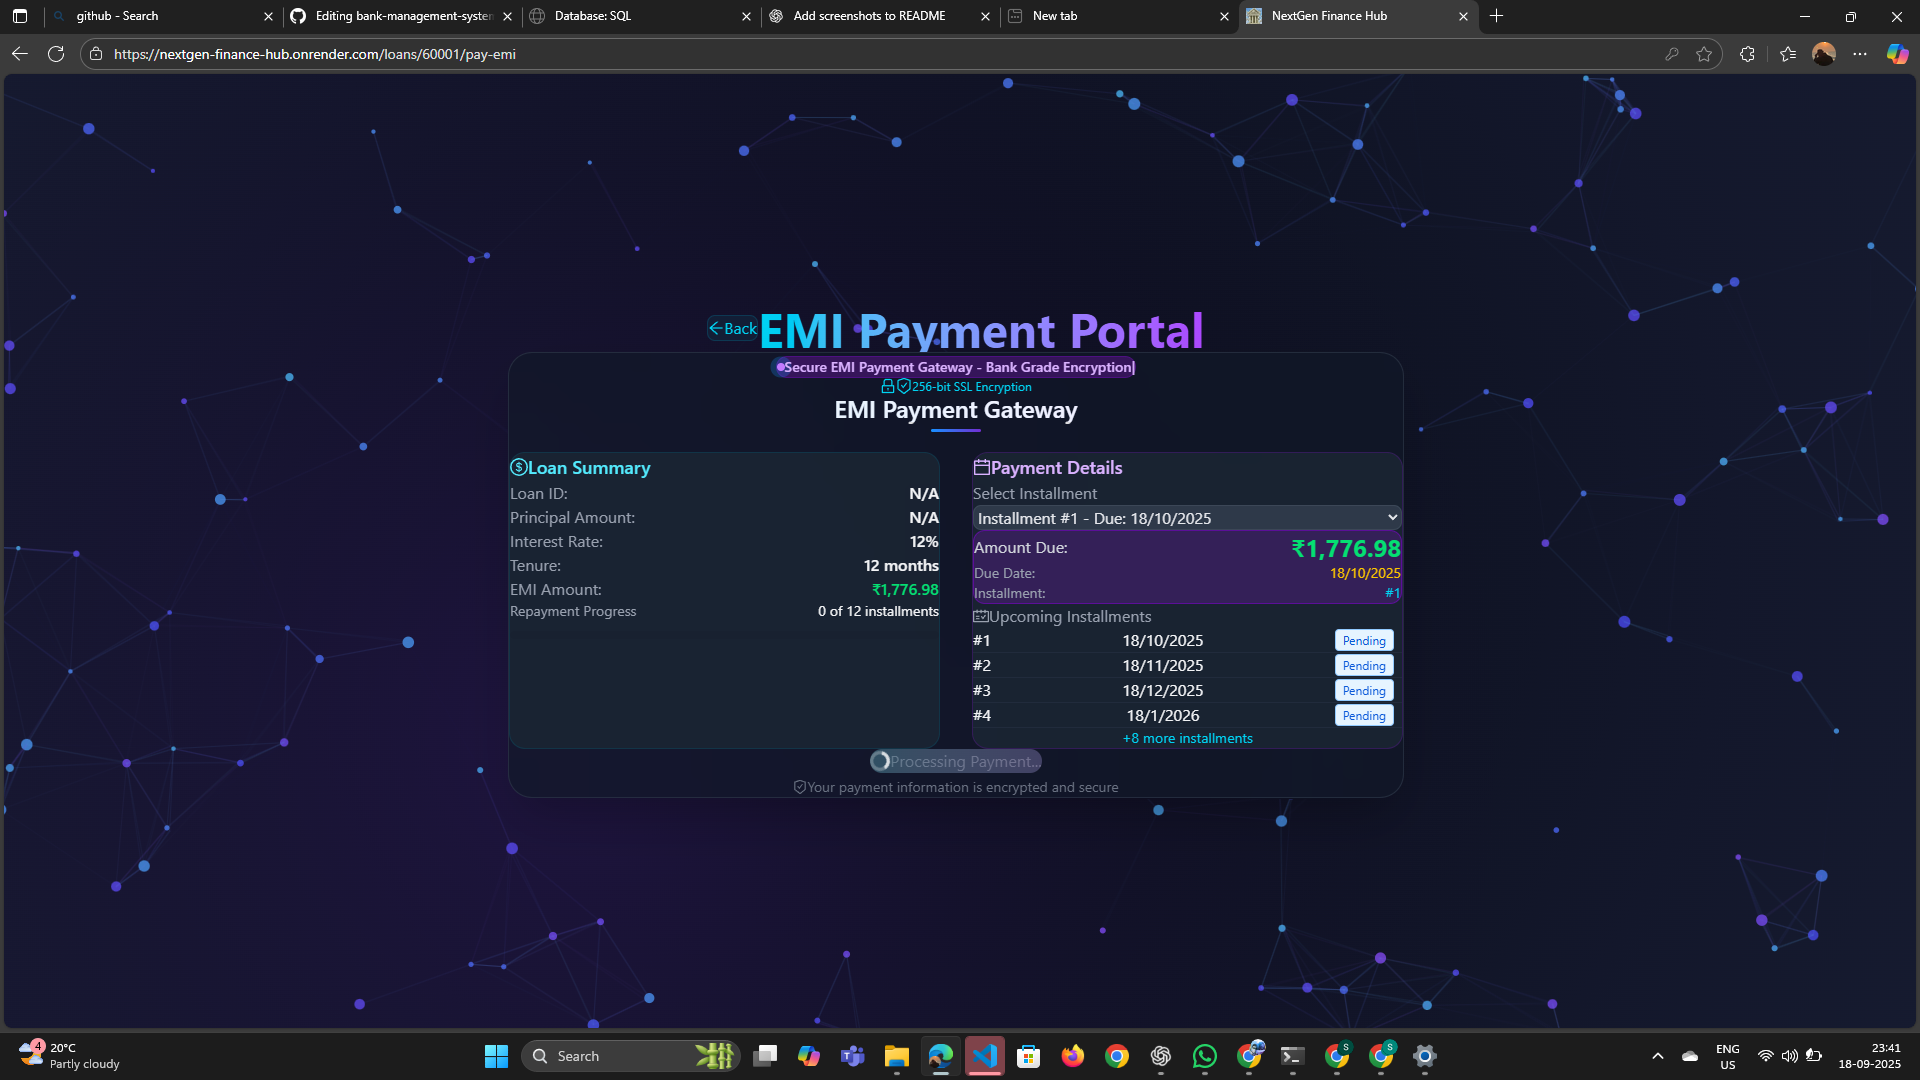 github - Search
Editing bank-management-system
Database: SQL
Add screenshots to README
New tab
NextGen Finance Hub
https://nextgen-finance-hub.onrender.com/loans/60001/pay-emi
Back
EMI Payment Portal
Secure EMI Payment Gateway - Bank Grade Encryption|
256-bit SSL Encryption
EMI Payment Gateway
Loan Summary
Loan ID: N/A
Principal Amount: N/A
Interest Rate: 12%
Tenure: 12 months
EMI Amount: ₹1,776.98
Repayment Progress 0 of 12 installments
Payment Details
Select Installment
Installment #1 - Due: 18/10/2025
Amount Due: ₹1,776.98
Due Date: 18/10/2025
Installment: #1
Upcoming Installments
#1 18/10/2025 Pending
#2 18/11/2025 Pending
#3 18/12/2025 Pending
#4 18/1/2026 Pending
+8 more installments
Processing Payment...
Your payment information is encrypted and secure
4
20°C
Partly cloudy
Search
S
S
ENG
US
23:41
18-09-2025